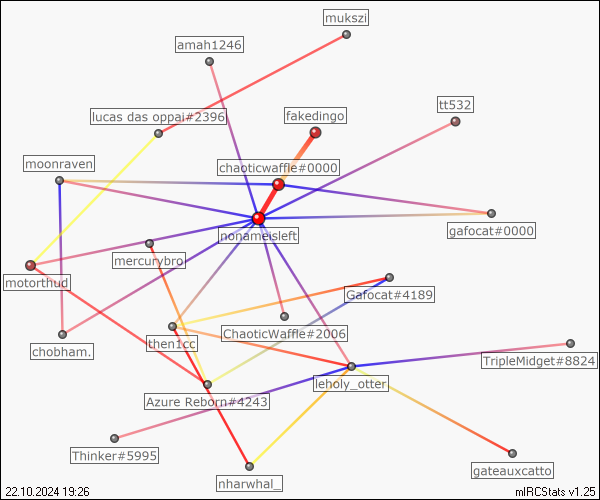 mukszi
amah1246
tt532
fakedingo
lucas das oppai#2396
moonraven
chaoticwaffle#0000
gafocat#0000
nonameisleft
mercurybro
motorthud
Gafocat#4189
ChaoticWaffle#2006
then1cc
chobham.
TripleMidget#8824
leholy_otter
Azure Reborn#4243
Thinker#5995
gateauxcatto
nharwhal_
22.10.2024 19:26
mIRCStats v1.25